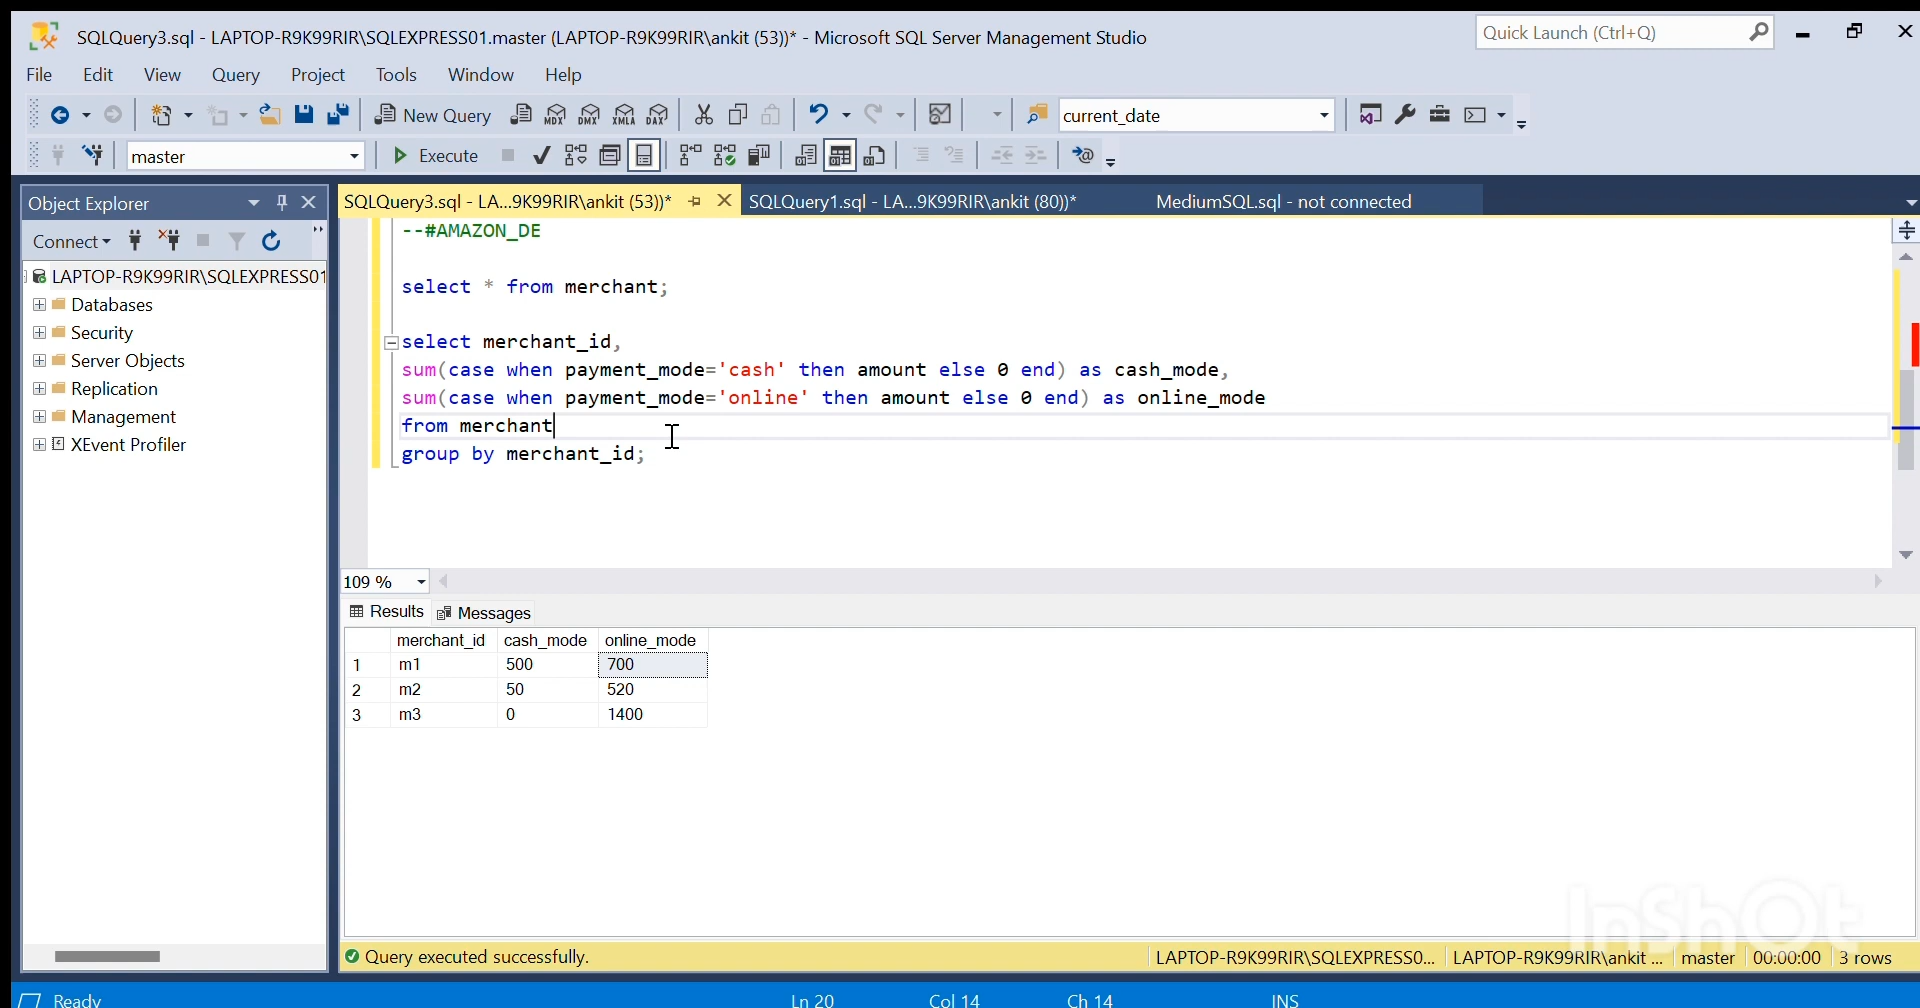 SQLQuery3.sql - LAPTOP-R9K99RIR\SQLEXPRESS01.master (LAPTOP-R9K99RIR\ankit (53))* - Microsoft SQL Server Management Studio
Quick Launch (Ctrl+Q)
File Edit View Query Project Tools Window Help
New Query MDX DMX XMLA DAX current_date
master Execute
Object Explorer
SQLQuery3.sql - LA...9K99RIR\ankit (53))* SQLQuery1.sql - LA...9K99RIR\ankit (80))* MediumSQL.sql - not connected
Connect
LAPTOP-R9K99RIR\SQLEXPRESS01
Databases
Security
Server Objects
Replication
Management
XEvent Profiler
--#AMAZON_DE
select * from merchant;
select merchant_id,
sum(case when payment_mode='cash' then amount else 0 end) as cash_mode,
sum(case when payment_mode='online' then amount else 0 end) as online_mode
from merchant
group by merchant_id;
109 %
Results Messages
merchant_id cash_mode online_mode
1 m1 500 700
2 m2 50 520
3 m3 0 1400
InShOt
Query executed successfully. LAPTOP-R9K99RIR\SQLEXPRESS0... LAPTOP-R9K99RIR\ankit ... master 00:00:00 3 rows
Ready Ln 20 Col 14 Ch 14 INS